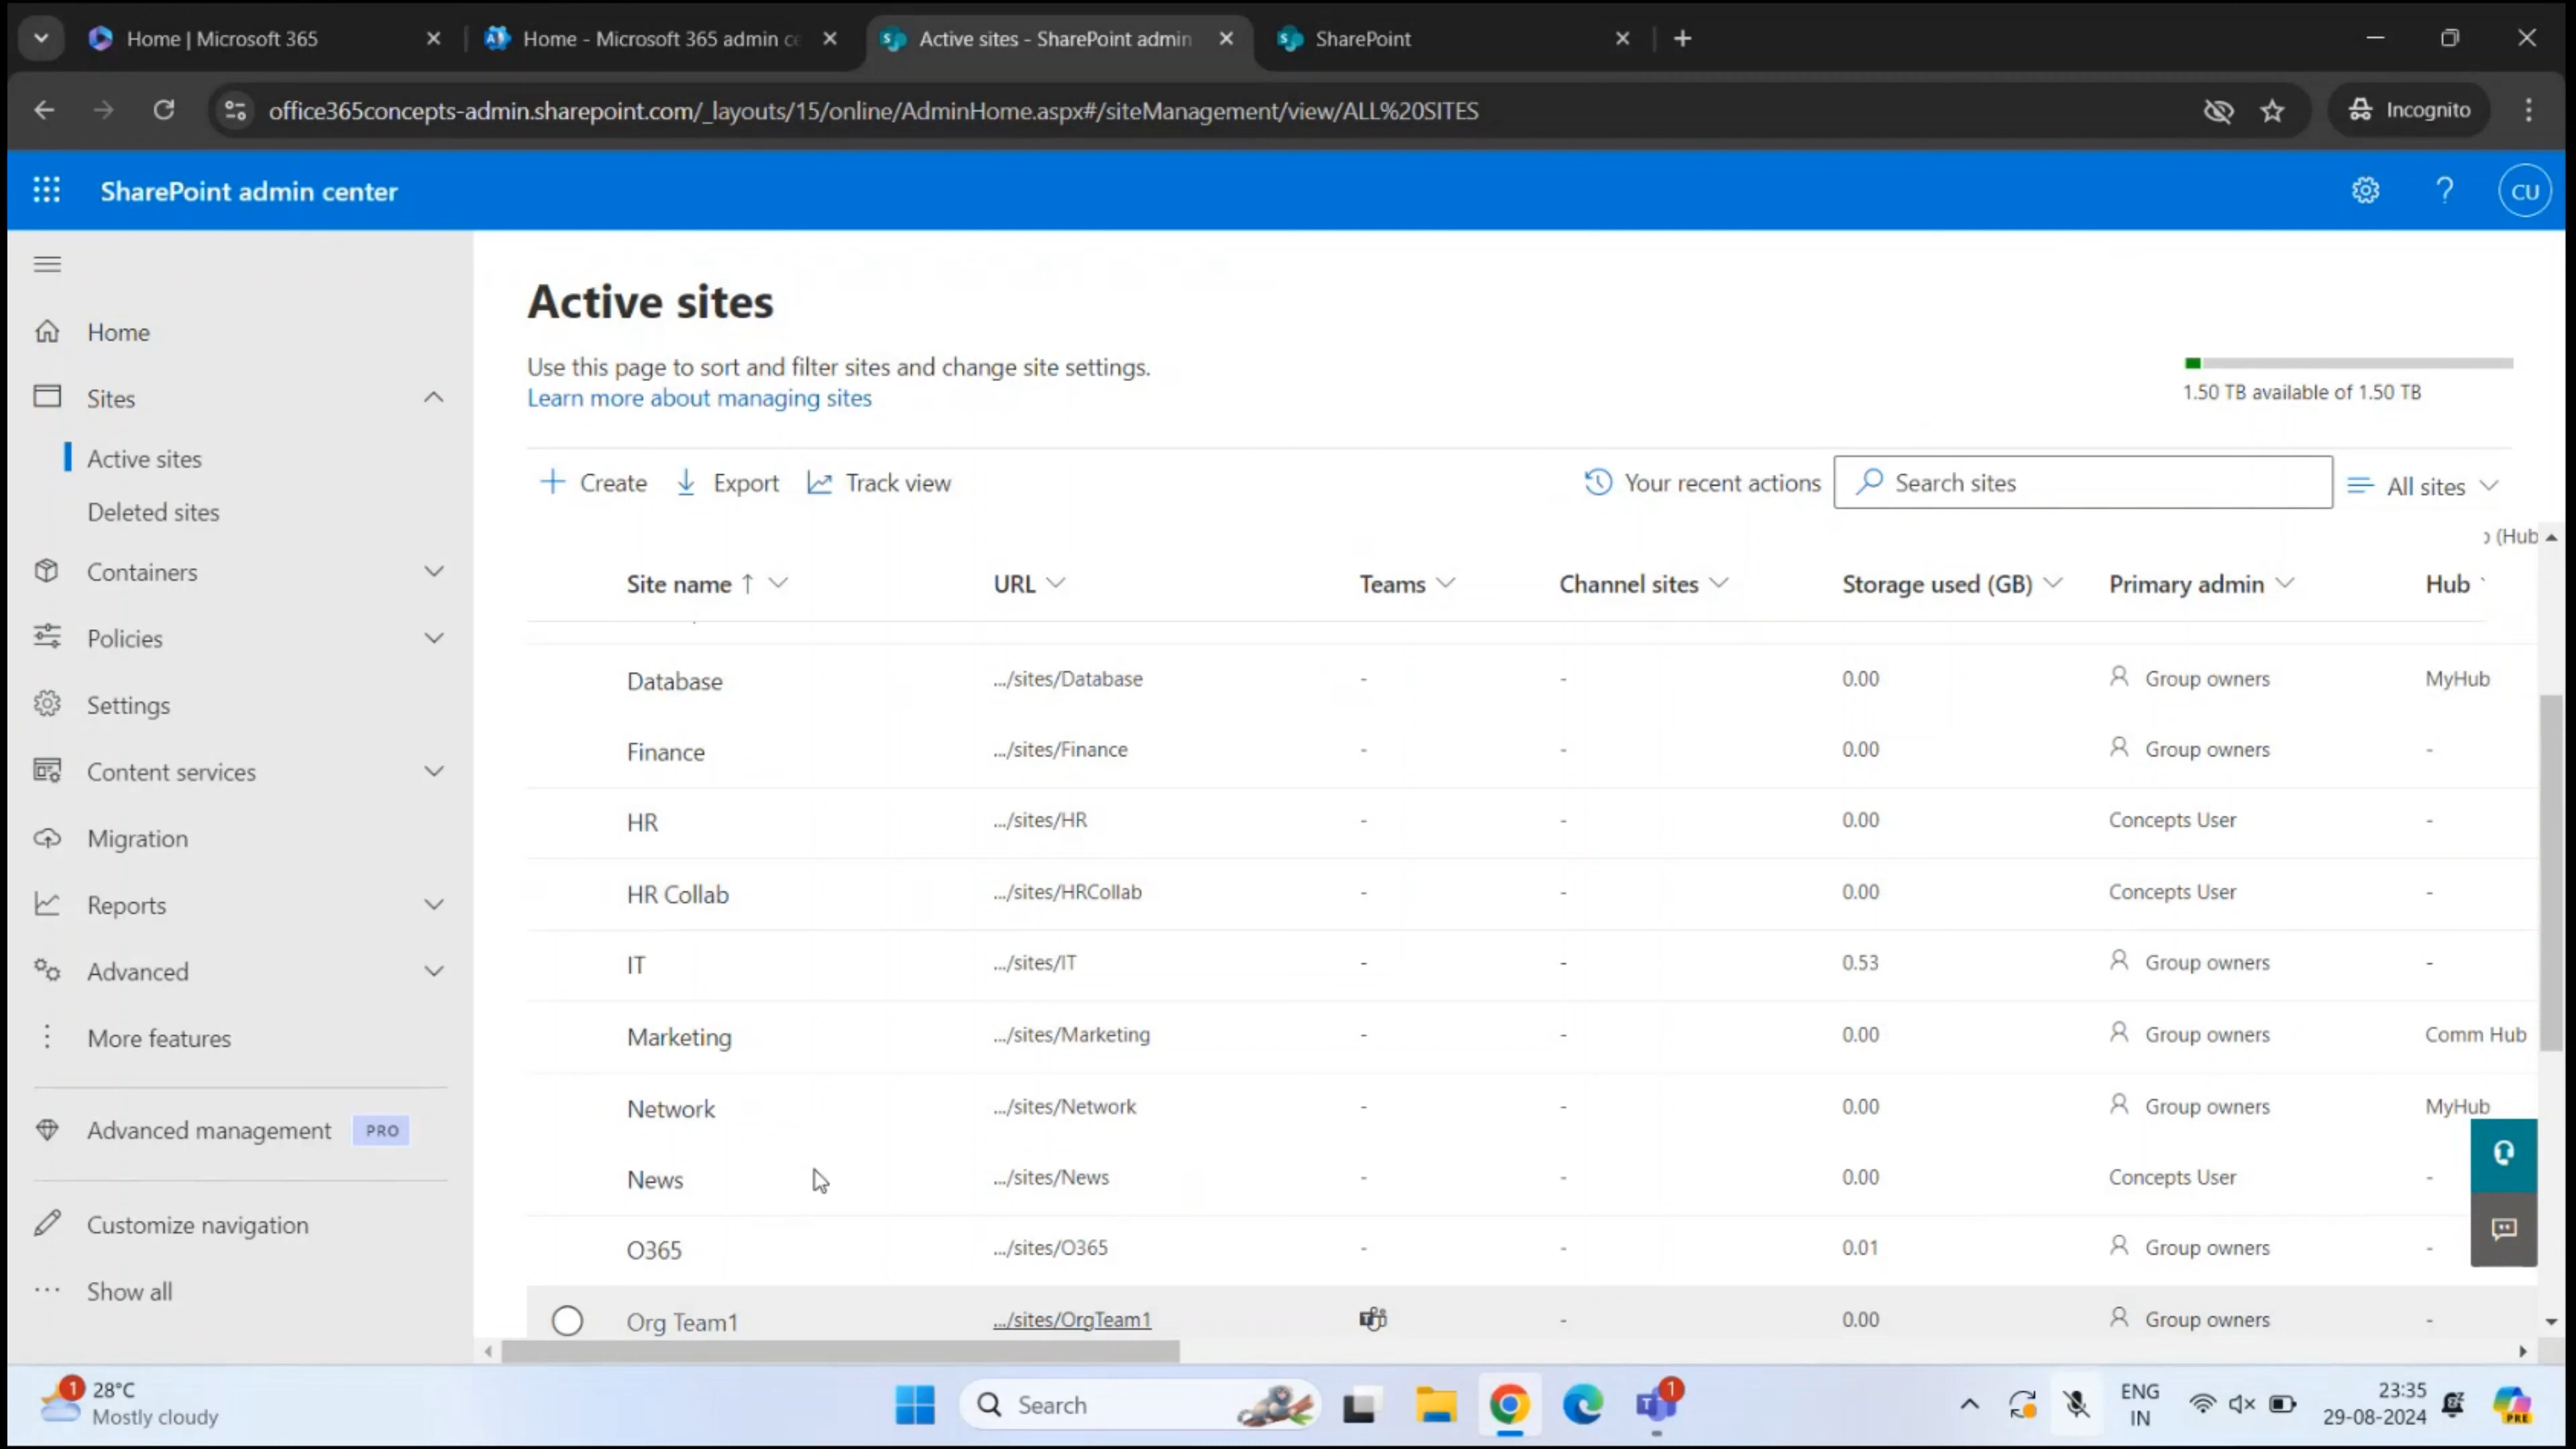 Home | Microsoft 365
Home - Microsoft 365 admin ce
Active sites - SharePoint admin
SharePoint
office365concepts-admin.sharepoint.com/_layouts/15/online/AdminHome.aspx#/siteManagement/view/ALL%20SITES
Incognito
SharePoint admin center
?
CU
Home
Sites
Active sites
Deleted sites
Containers
Policies
Settings
Content services
Migration
Reports
Advanced
More features
Advanced management PRO
Customize navigation
Show all
Active sites
Use this page to sort and filter sites and change site settings.
Learn more about managing sites
1.50 TB available of 1.50 TB
Create Export Track view Your recent actions Search sites All sites
(Hub
Site name ↑ URL Teams Channel sites Storage used (GB) Primary admin Hub
Database .../sites/Database - - 0.00 Group owners MyHub
Finance .../sites/Finance - - 0.00 Group owners -
HR .../sites/HR - - 0.00 Concepts User -
HR Collab .../sites/HRCollab - - 0.00 Concepts User -
IT .../sites/IT - - 0.53 Group owners -
Marketing .../sites/Marketing - - 0.00 Group owners Comm Hub
Network .../sites/Network - - 0.00 Group owners MyHub
News .../sites/News - - 0.00 Concepts User -
O365 .../sites/O365 - - 0.01 Group owners -
Org Team1 .../sites/OrgTeam1 - 0.00 Group owners -
1
28°C
Mostly cloudy
Search
1
ENG
IN
23:35
29-08-2024
PRE